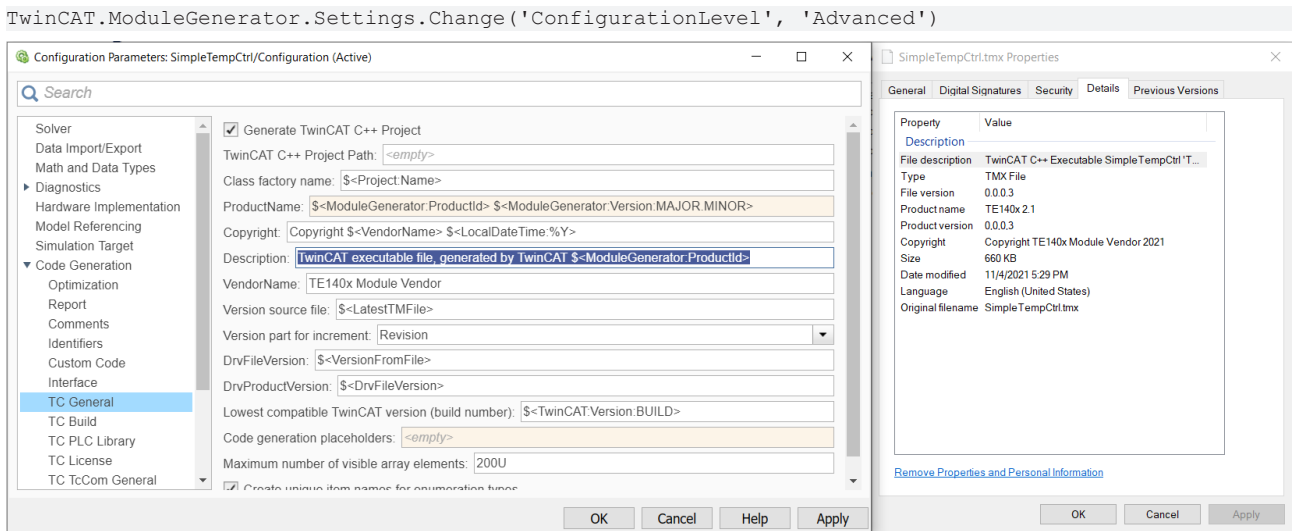 TwinCAT.ModuleGenerator.Settings.Change('ConfigurationLevel', 'Advanced')
Configuration Parameters: SimpleTempCtrl/Configuration (Active)
Search
Solver
Data Import/Export
Math and Data Types
Diagnostics
Hardware Implementation
Model Referencing
Simulation Target
Code Generation
Optimization
Report
Comments
Identifiers
Custom Code
Interface
TC General
TC Build
TC PLC Library
TC License
TC TcCom General
Generate TwinCAT C++ Project
TwinCAT C++ Project Path: <empty>
Class factory name: $<Project:Name>
ProductName: $<ModuleGenerator:ProductId> $<ModuleGenerator:Version:MAJOR.MINOR>
Copyright: Copyright $<VendorName> $<LocalDateTime:%Y>
Description: TwinCAT executable file, generated by TwinCAT $<ModuleGenerator:ProductId>
VendorName: TE140x Module Vendor
Version source file: $<LatestTMFile>
Version part for increment: Revision
DrvFileVersion: $<VersionFromFile>
DrvProductVersion: $<DrvFileVersion>
Lowest compatible TwinCAT version (build number): $<TwinCAT:Version:BUILD>
Code generation placeholders: <empty>
Maximum number of visible array elements: 200U
Create unique item names for enumeration types
OK Cancel Help Apply
SimpleTempCtrl.tmx Properties
General Digital Signatures Security Details Previous Versions
Property Value
Description
File description TwinCAT C++ Executable SimpleTempCtrl 'T...
Type TMX File
File version 0.0.0.3
Product name TE140x 2.1
Product version 0.0.0.3
Copyright Copyright TE140x Module Vendor 2021
Size 660 KB
Date modified 11/4/2021 5:29 PM
Language English (United States)
Original filename SimpleTempCtrl.tmx
Remove Properties and Personal Information
OK Cancel Apply